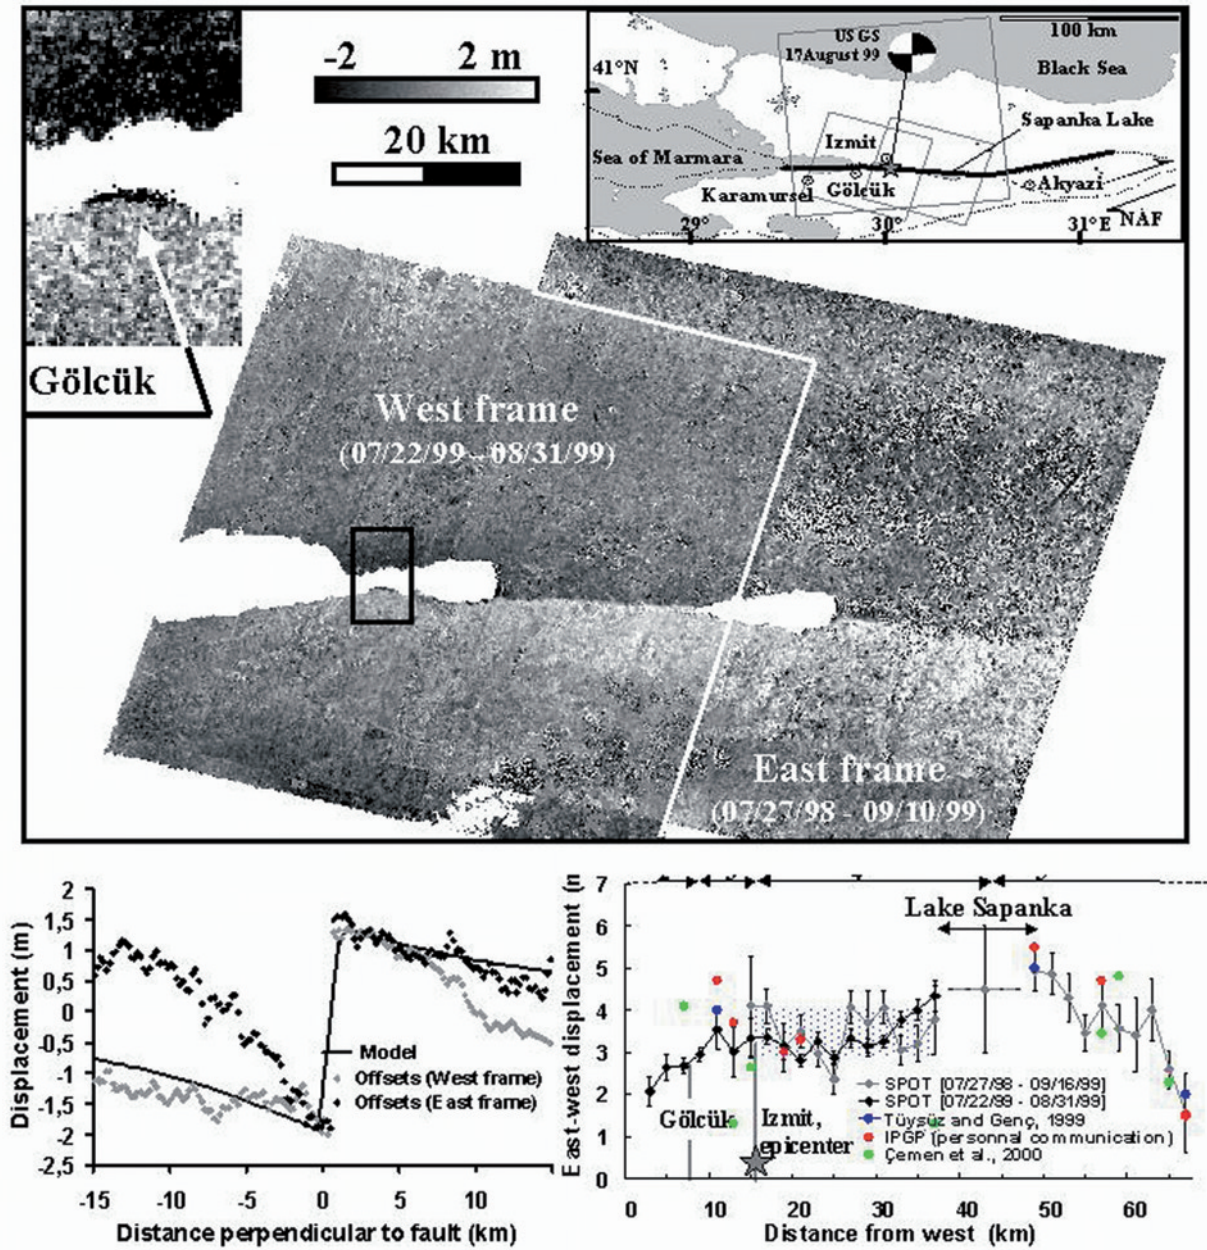 -2 2 m
20 km
Gölcük
USGS
17August 99
100 km
41°N
Black Sea
Sapanka Lake
Izmit
Sea of Marmara
Karamursel
Gölcük
Akyazi
29°
30°
31°E
NAF
West frame
(07/22/99 - 08/31/99)
East frame
(07/27/98 - 09/10/99)
Displacement (m)
2
1,5
1
0,5
0
-0,5
-1
-1,5
-2
-2,5
-15 -10 -5 0 5 10 15
Distance perpendicular to fault (km)
Model
Offsets (West frame)
Offsets (East frame)
East-west displacement (n
7
6
5
4
3
2
1
0
0 10 20 30 40 50 60
Distance from west (km)
Lake Sapanka
Gölcük
Izmit,
epicenter
SPOT [07/27/98 - 09/16/99]
SPOT [07/22/99 - 08/31/99]
Tüysüz and Genç, 1999
IPGP (personnal communication)
Çemen et al., 2000